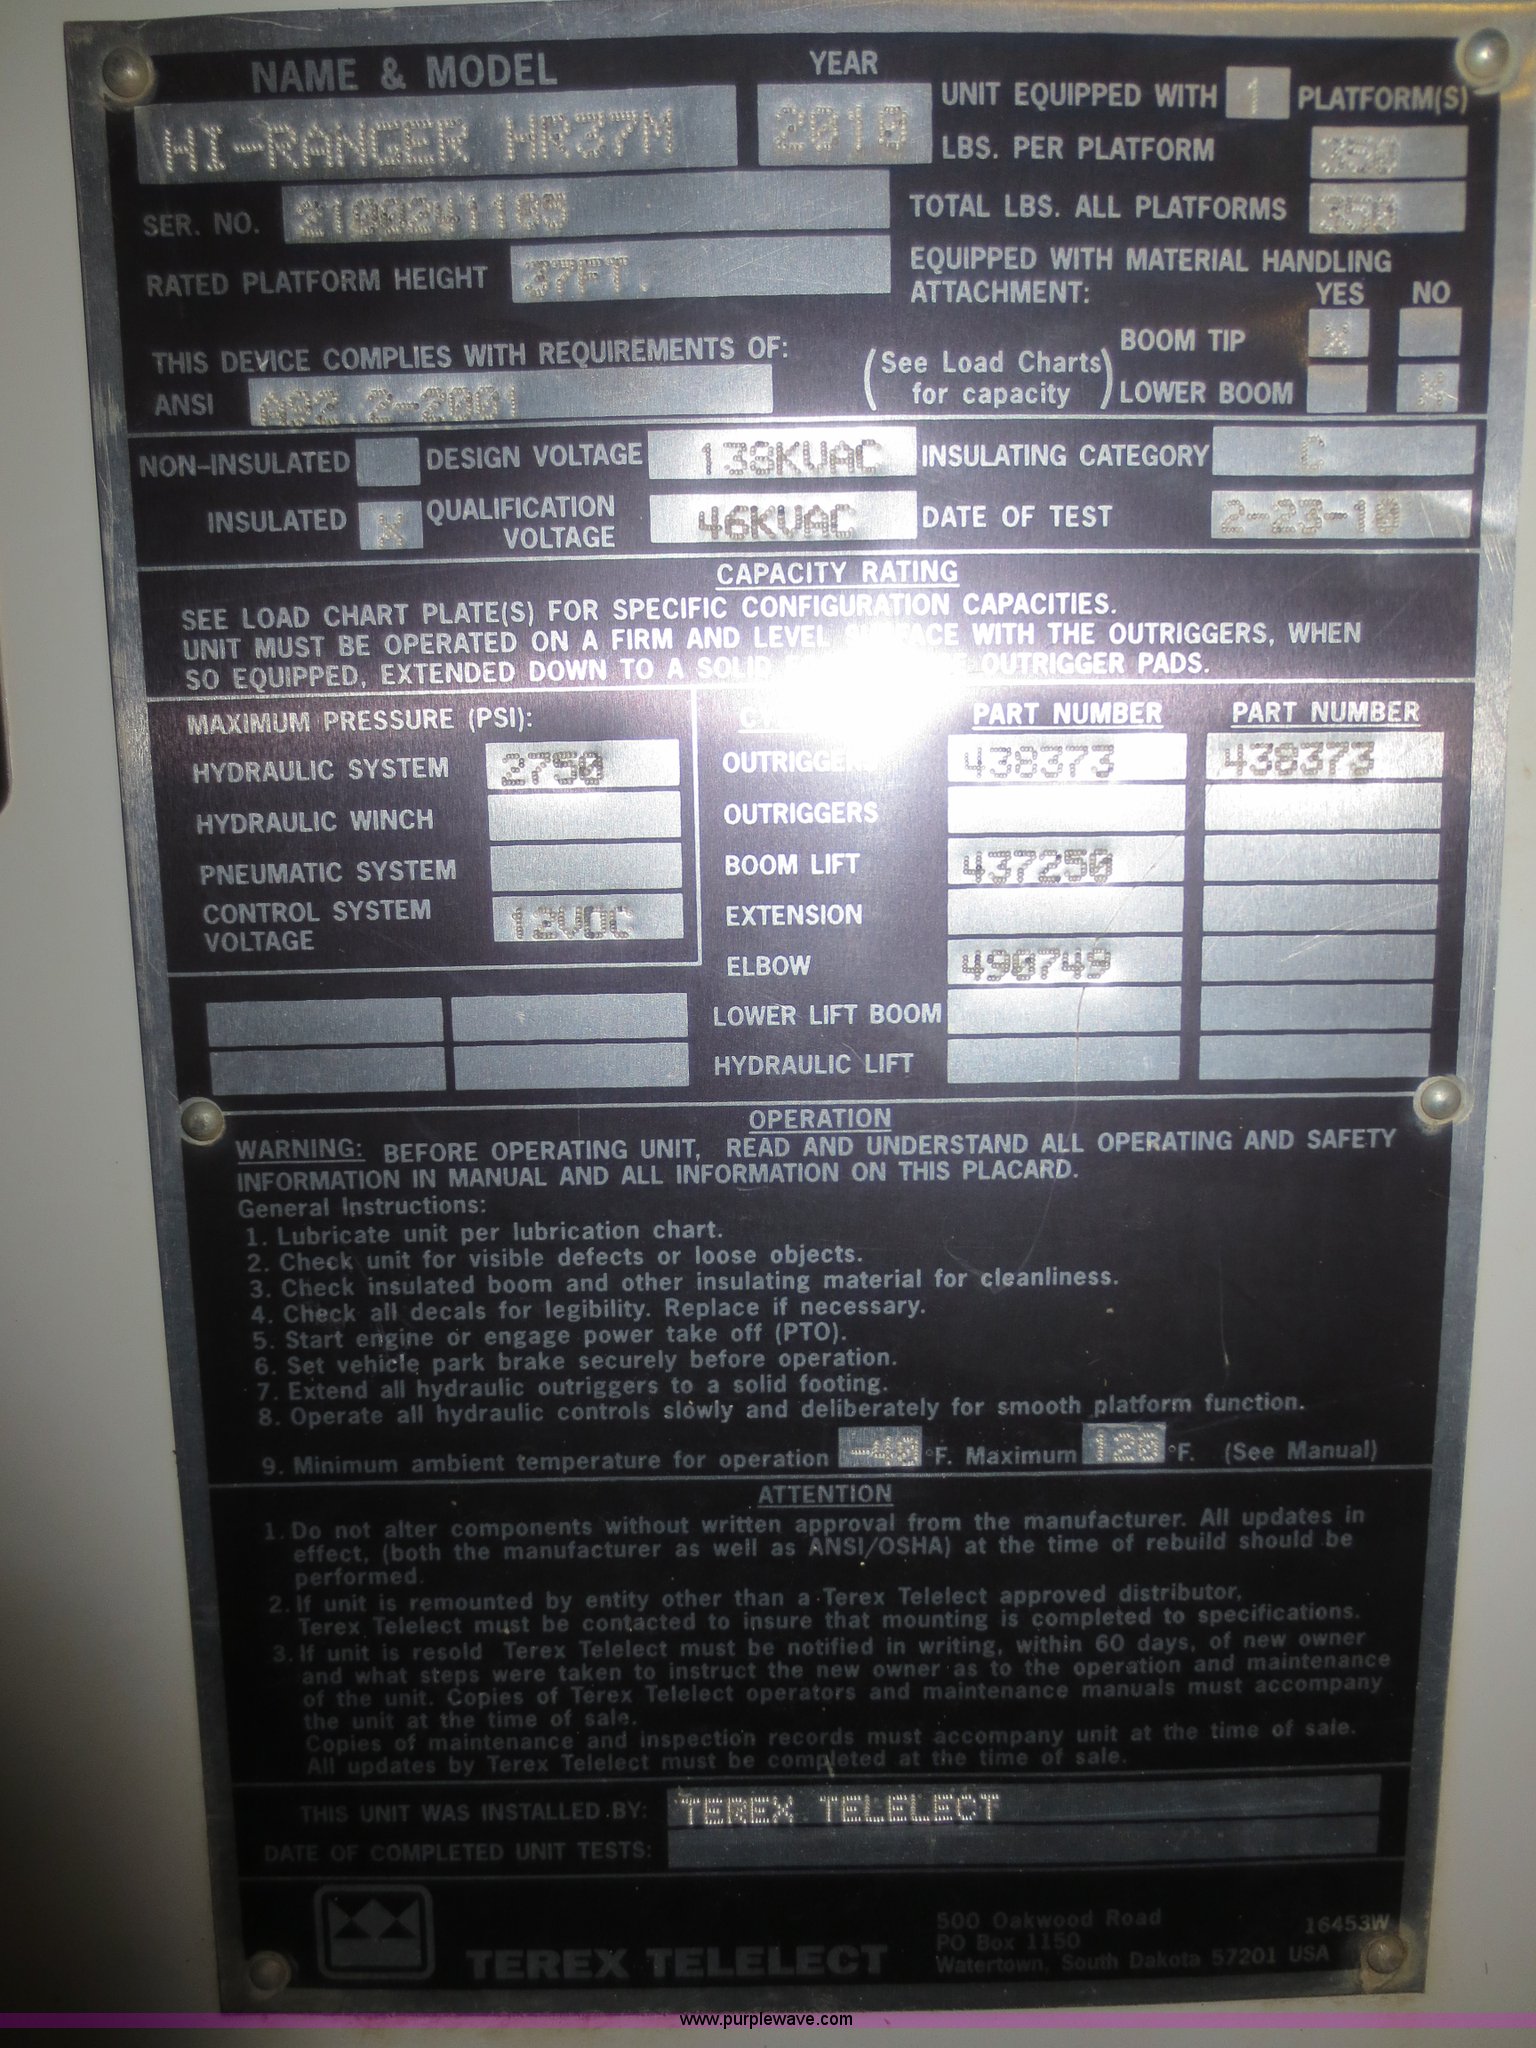 NAME & MODEL
YEAR
HI-RANGER HR37M
2010
UNIT EQUIPPED WITH 1 PLATFORM(S)
LBS. PER PLATFORM 350
SER. NO. 2100241189
TOTAL LBS. ALL PLATFORMS 350
RATED PLATFORM HEIGHT 37FT.
EQUIPPED WITH MATERIAL HANDLING
ATTACHMENT: YES NO
THIS DEVICE COMPLIES WITH REQUIREMENTS OF:
ANSI A92.2-2001
(See Load Charts
for capacity)
BOOM TIP X
LOWER BOOM X
NON-INSULATED
DESIGN VOLTAGE 138KVAC
INSULATING CATEGORY C
INSULATED X
QUALIFICATION
VOLTAGE 46KVAC
DATE OF TEST 2-23-10
CAPACITY RATING
SEE LOAD CHART PLATE(S) FOR SPECIFIC CONFIGURATION CAPACITIES.
UNIT MUST BE OPERATED ON A FIRM AND LEVEL WITH THE OUTRIGGERS, WHEN
SO EQUIPPED, EXTENDED DOWN TO A SOLID OUTRIGGER PADS.
MAXIMUM PRESSURE (PSI):
HYDRAULIC SYSTEM 2750
HYDRAULIC WINCH
PNEUMATIC SYSTEM
CONTROL SYSTEM
VOLTAGE 12VDC
PART NUMBER PART NUMBER
438373 438373
OUTRIGGERS
BOOM LIFT 437250
EXTENSION
ELBOW 490749
LOWER LIFT BOOM
HYDRAULIC LIFT
OPERATION
WARNING: BEFORE OPERATING UNIT, READ AND UNDERSTAND ALL OPERATING AND SAFETY
INFORMATION IN MANUAL AND ALL INFORMATION ON THIS PLACARD.
General Instructions:
1. Lubricate unit per lubrication chart.
2. Check unit for visible defects or loose objects.
3. Check insulated boom and other insulating material for cleanliness.
4. Check all decals for legibility. Replace if necessary.
5. Start engine or engage power take off (PTO).
6. Set vehicle park brake securely before operation.
7. Extend all hydraulic outriggers to a solid footing.
8. Operate all hydraulic controls slowly and deliberately for smooth platform function.
9. Minimum ambient temperature for operation -40 °F. Maximum 120 °F. (See Manual)
ATTENTION
1. Do not alter components without written approval from the manufacturer. All updates in
effect, (both the manufacturer as well as ANSI/OSHA) at the time of rebuild should be
performed.
2. If unit is remounted by entity other than a Terex Telelect approved distributor,
Terex Telelect must be contacted to insure that mounting is completed to specifications.
3. If unit is resold Terex Telelect must be notified in writing, within 60 days, of new owner
and what steps were taken to instruct the new owner as to the operation and maintenance
of the unit. Copies of Terex Telelect operators and maintenance manuals must accompany
the unit at the time of sale.
Copies of maintenance and inspection records must accompany unit at the time of sale.
All updates by Terex Telelect must be completed at the time of sale.
THIS UNIT WAS INSTALLED BY: TEREX TELELECT
DATE OF COMPLETED UNIT TESTS:
TEREX TELELECT
500 Oakwood Road
PO Box 1150
Watertown, South Dakota 57201 USA
16453W
www.purplewave.com